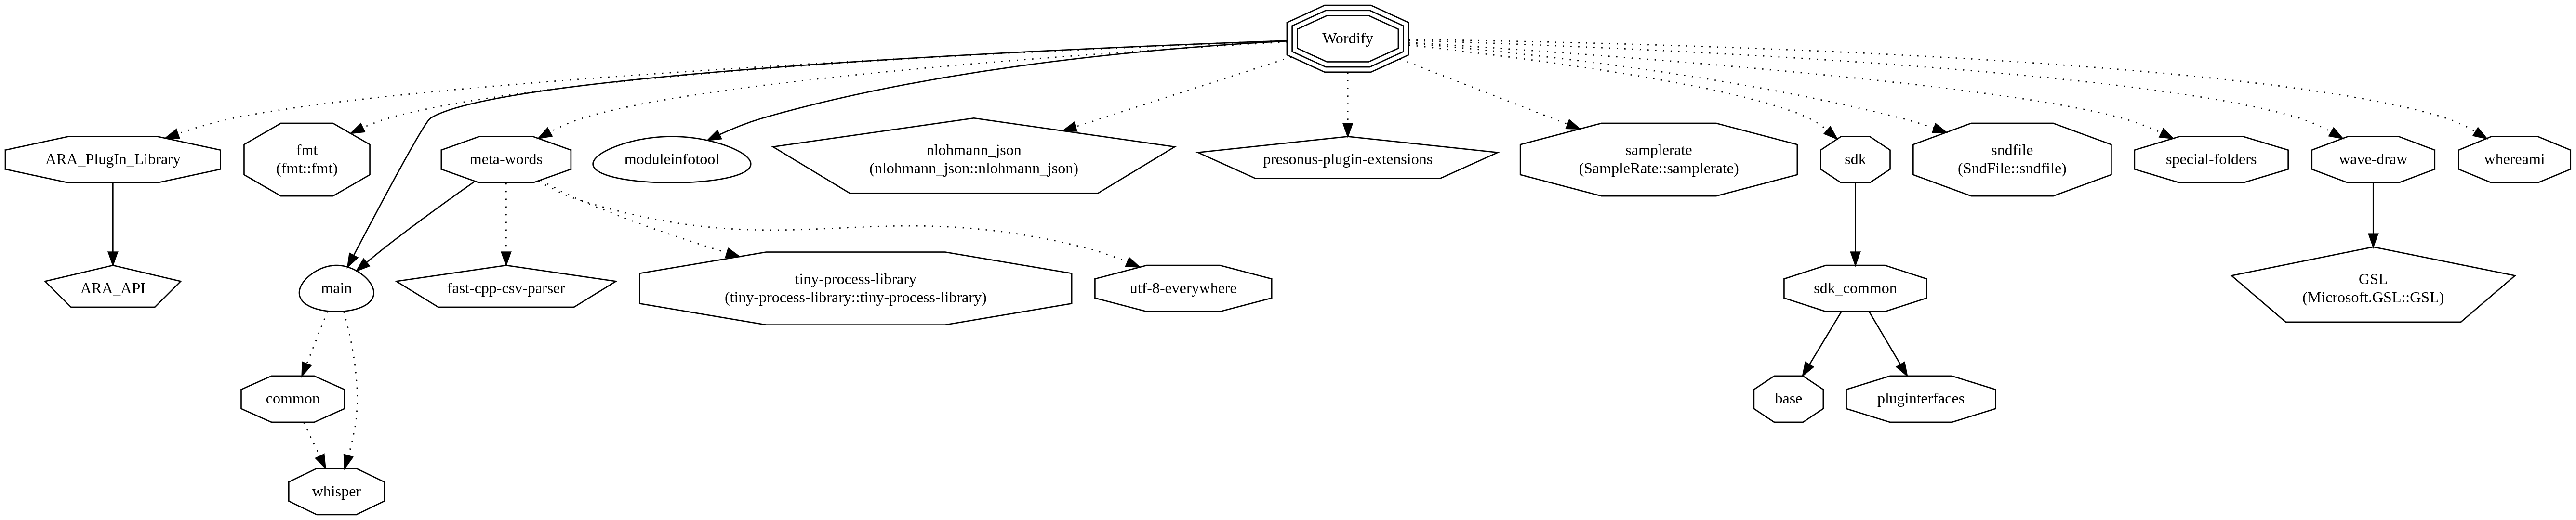 Wordify
ARA_PlugIn_Library
fmt
(fmt::fmt)
meta-words
moduleinfotool
nlohmann_json
(nlohmann_json::nlohmann_json)
presonus-plugin-extensions
samplerate
(SampleRate::samplerate)
sdk
sndfile
(SndFile::sndfile)
special-folders
wave-draw
whereami
ARA_API
main
fast-cpp-csv-parser
tiny-process-library
(tiny-process-library::tiny-process-library)
utf-8-everywhere
sdk_common
GSL
(Microsoft.GSL::GSL)
common
base
pluginterfaces
whisper